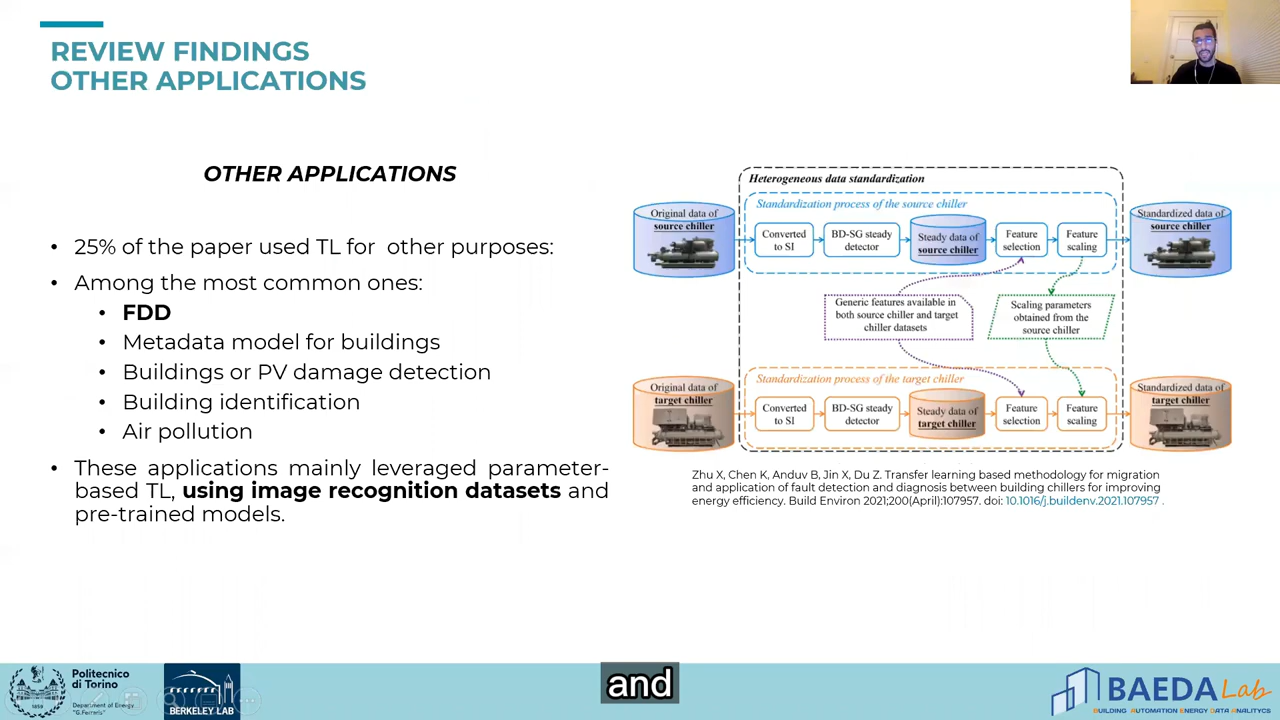 REVIEW FINDINGS
OTHER APPLICATIONS
OTHER APPLICATIONS
• 25% of the paper used TL for other purposes:
• Among the most common ones:
• FDD
• Metadata model for buildings
• Buildings or PV damage detection
• Building identification
• Air pollution
• These applications mainly leveraged parameter-
based TL, using image recognition datasets and
pre-trained models.
Heterogeneous data standardization
Standardization process of the source chiller
Original data of
source chiller
Converted
to SI
BD-SG steady
detector
Steady data of
source chiller
Feature
selection
Feature
scaling
Standardized data of
source chiller
Generic features available in
both source chiller and target
chiller datasets
Scaling parameters
obtained from the
source chiller
Standardization process of the target chiller
Original data of
target chiller
Converted
to SI
BD-SG steady
detector
Steady data of
target chiller
Feature
selection
Feature
scaling
Standardized data of
target chiller
Zhu X, Chen K, Anduv B, Jin X, Du Z. Transfer learning based methodology for migration
and application of fault detection and diagnosis between building chillers for improving
energy efficiency. Build Environ 2021;200(April):107957. doi: 10.1016/j.buildenv.2021.107957 .
Politecnico
di Torino
Department of Energy
"G.Ferraris"
1859
BERKELEY LAB
and
BAEDA Lab
BUILDING AUTOMATION ENERGY DATA ANALITYCS